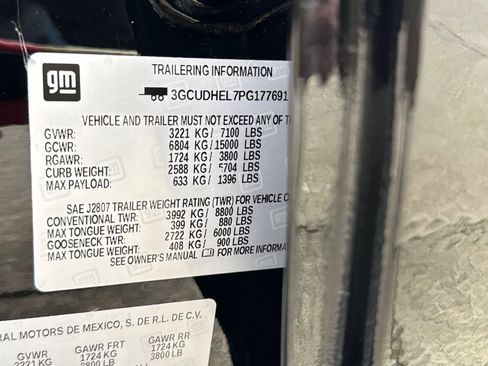 gm
TRAILERING INFORMATION
3GCUDHEL7PG177691
VEHICLE AND TRAILER MUST NOT EXCEED ANY OF
GVWR: 3221 KG/ 7100 LBS
GCWR: 6804 KG/ 15000 LBS
RGAWR: 1724 KG/ 3800 LBS
CURB WEIGHT: 2588 KG/ 5704 LBS
MAX PAYLOAD: 633 KG/ 1396 LBS
SAE J2807 TRAILER WEIGHT RATING (TWR) FOR VEHICLE
CONVENTIONAL TWR: 3992 KG/ 8800 LBS
MAX TONGUE WEIGHT: 399 KG/ 880 LBS
GOOSENECK TWR: 2722 KG/ 6000 LBS
MAX TONGUE WEIGHT: 408 KG/ 900 LBS
SEE OWNER'S MANUAL FOR MORE INFORMA
RAL MOTORS DE MEXICO, S. DE R.L. DE C.V.
GVWR GAWR FRT GAWR RR
3221 KG 1724 KG 1724 KG
3800 LB 3800 LB